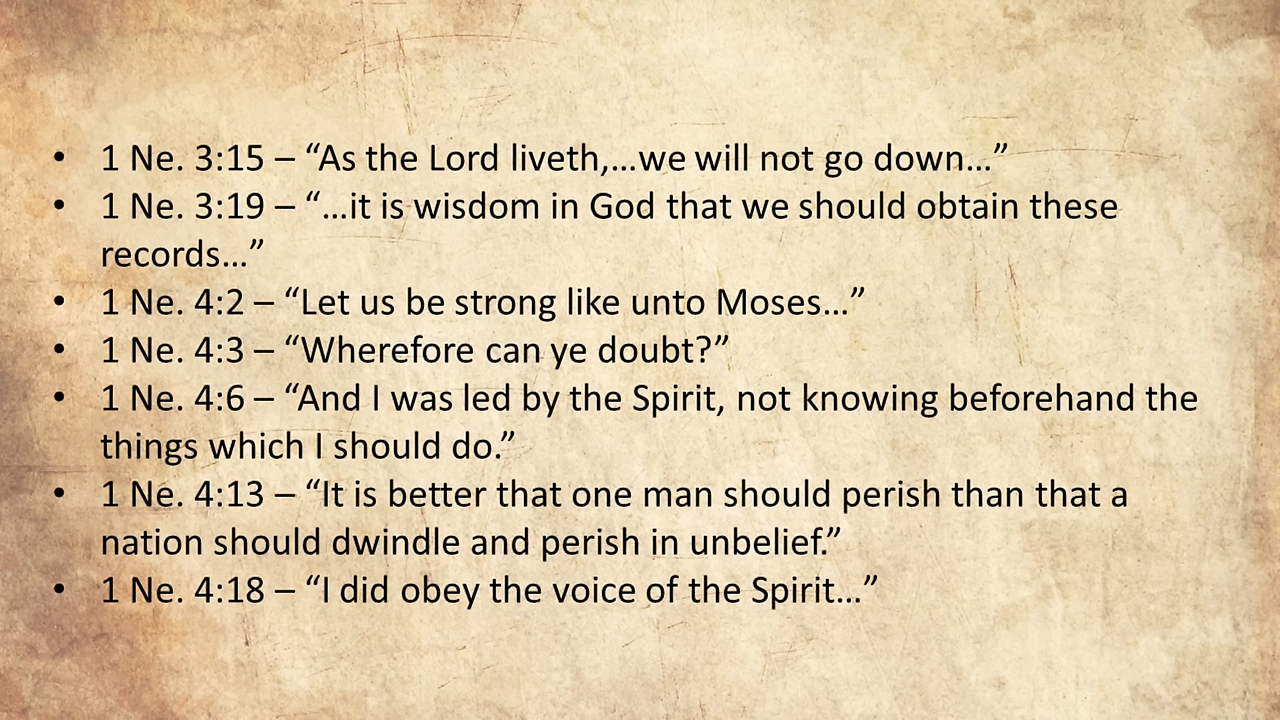 • 1 Ne. 3:15 – “As the Lord liveth,…we will not go down…”
• 1 Ne. 3:19 – “…it is wisdom in God that we should obtain these
records…”
• 1 Ne. 4:2 – “Let us be strong like unto Moses…”
• 1 Ne. 4:3 – “Wherefore can ye doubt?”
• 1 Ne. 4:6 – “And I was led by the Spirit, not knowing beforehand the
things which I should do.”
• 1 Ne. 4:13 – “It is better that one man should perish than that a
nation should dwindle and perish in unbelief.”
• 1 Ne. 4:18 – “I did obey the voice of the Spirit…”